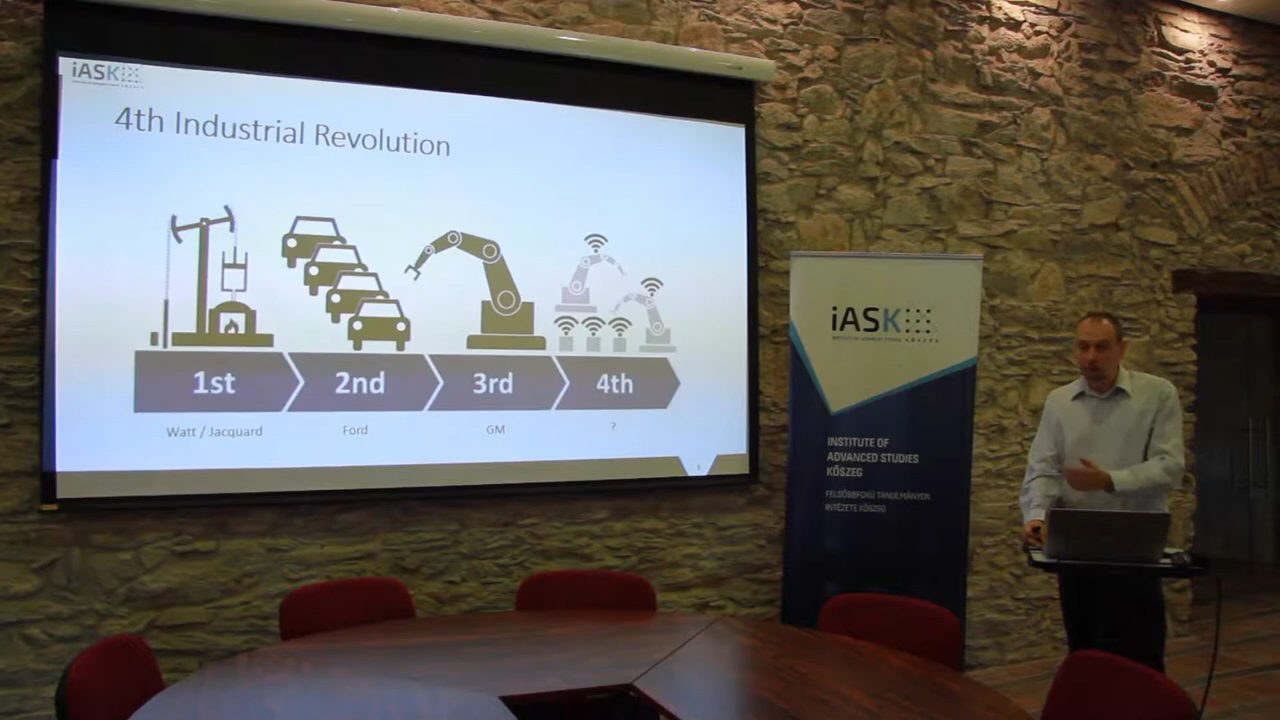 iASK
4th Industrial Revolution
1st
2nd
3rd
4th
Watt / Jacquard
Ford
GM
?
iASK
INSTITUTE OF
ADVANCED STUDIES
KŐSZEG
FELSŐBBFOKÚ TANULMÁNYOK
INTÉZETE KŐSZEG